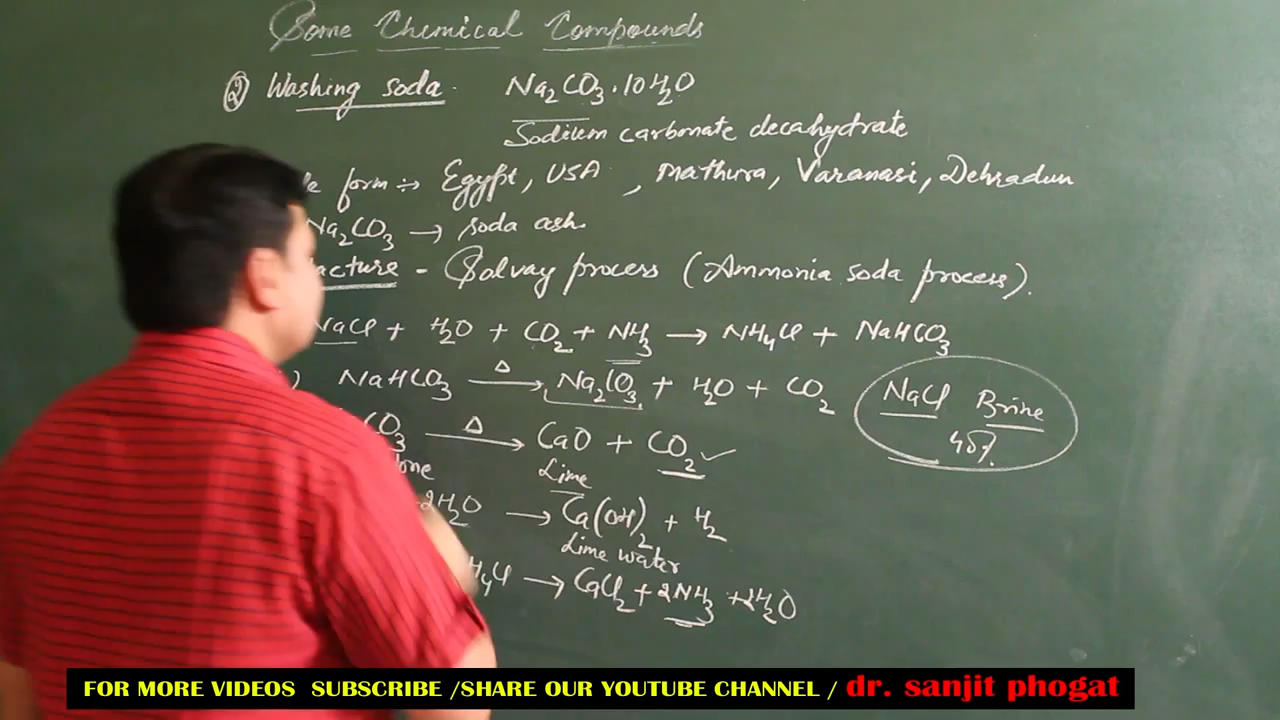 Some Chemical Compounds
② Washing soda. Na₂CO₃·10H₂O
Sodium carbonate decahydrate
form :- Egypt, USA, Mathura, Varanasi, Dehradun
Na₂CO₃ → soda ash.
acture - Solvay process (Ammonia soda process).
NaCl + H₂O + CO₂ + NH₃ → NH₄Cl + NaHCO₃
) NaHCO₃ —Δ→ Na₂CO₃ + H₂O + CO₂
NaCl Brine
CO₃ —Δ→ CaO + CO₂ ✓
Lime
2H₂O → Ca(OH)₂ + H₂
Lime water
H₄Cl → CaCl₂ + 2NH₃ + 2H₂O
FOR MORE VIDEOS SUBSCRIBE /SHARE OUR YOUTUBE CHANNEL / dr. sanjit phogat